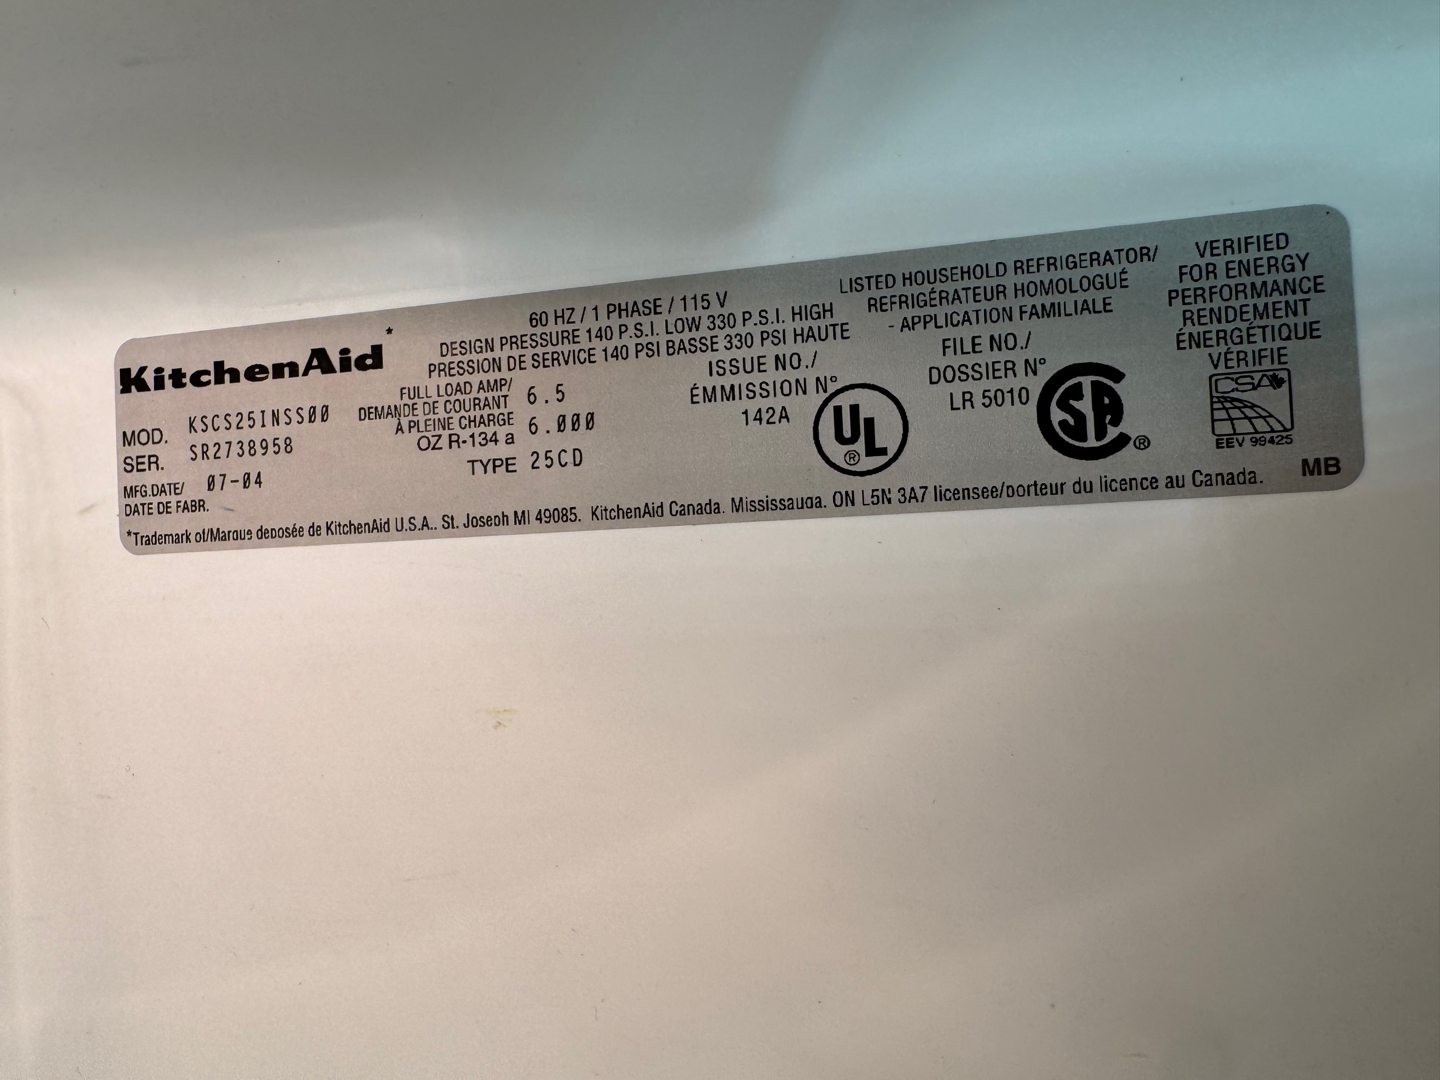 KitchenAid*
MOD. KSCS25INSS00
SER. SR2738958
MFG.DATE/ 07-04
DATE DE FABR.
60 HZ / 1 PHASE / 115 V
DESIGN PRESSURE 140 P.S.I. LOW 330 P.S.I. HIGH
PRESSION DE SERVICE 140 PSI BASSE 330 PSI HAUTE
FULL LOAD AMP/ 6.5
DEMANDE DE COURANT
À PLEINE CHARGE
OZ R-134 a 6.000
TYPE 25CD
ISSUE NO./
ÉMMISSION N°
142A
UL ®
LISTED HOUSEHOLD REFRIGERATOR/
REFRIGÉRATEUR HOMOLOGUÉ
- APPLICATION FAMILIALE
FILE NO./
DOSSIER N°
LR 5010
SA ®
VERIFIED
FOR ENERGY
PERFORMANCE
RENDEMENT
ÉNERGÉTIQUE
VÉRIFIÉ
CSA
EEV 99425
MB
*Trademark of/Marque deposée de KitchenAid U.S.A., St. Joseph MI 49085. KitchenAid Canada, Mississauga, ON L5N 3A7 licensee/porteur du licence au Canada.